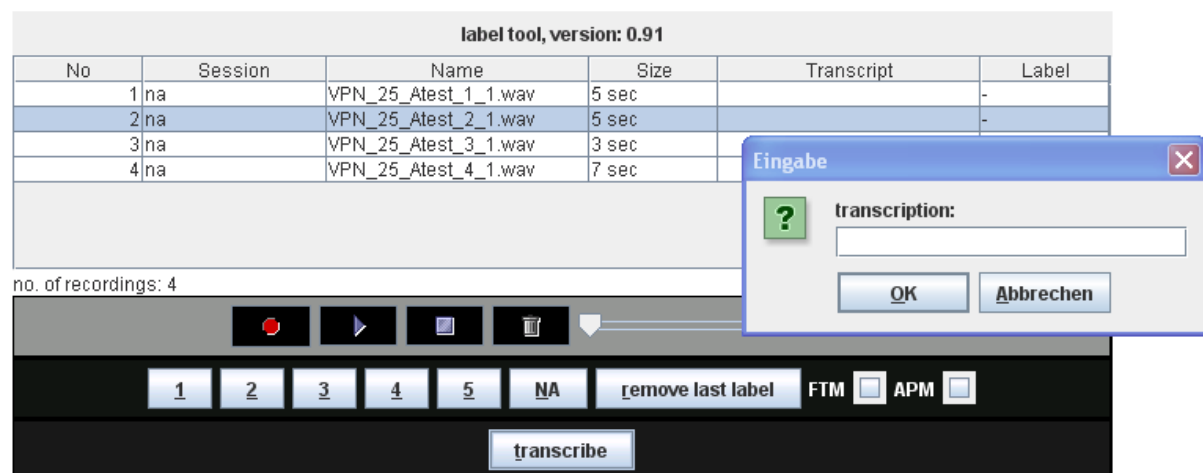 label tool, version: 0.91
No Session Name Size Transcript Label
1 na VPN_25_Atest_1_1.wav 5 sec -
2 na VPN_25_Atest_2_1.wav 5 sec -
3 na VPN_25_Atest_3_1.wav 3 sec
4 na VPN_25_Atest_4_1.wav 7 sec
Eingabe
? transcription:
OK Abbrechen
no. of recordings: 4
1 2 3 4 5 NA remove last label FTM APM
transcribe